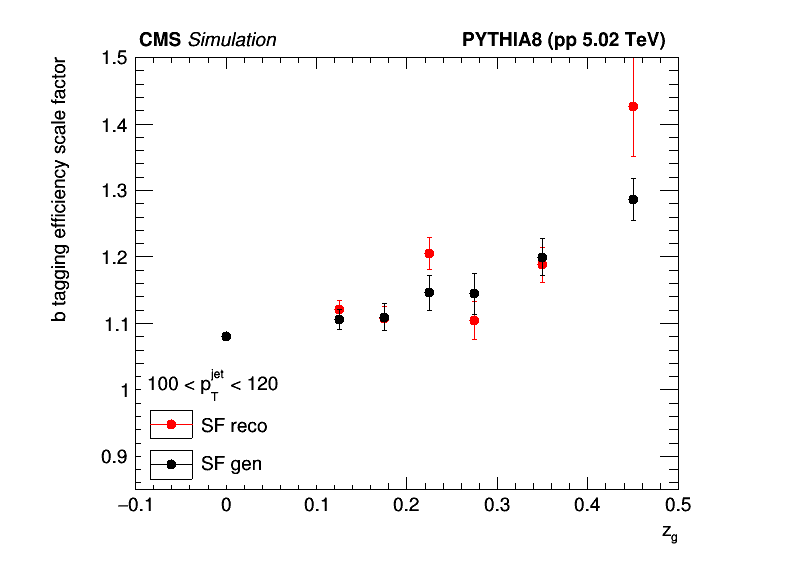 CMS Simulation PYTHIA8 (pp 5.02 TeV)
b tagging efficiency scale factor
1.5
1.4
1.3
1.2
1.1
1
0.9
100 < p_T^jet < 120
SF reco
SF gen
−0.1 0 0.1 0.2 0.3 0.4 0.5
z_g